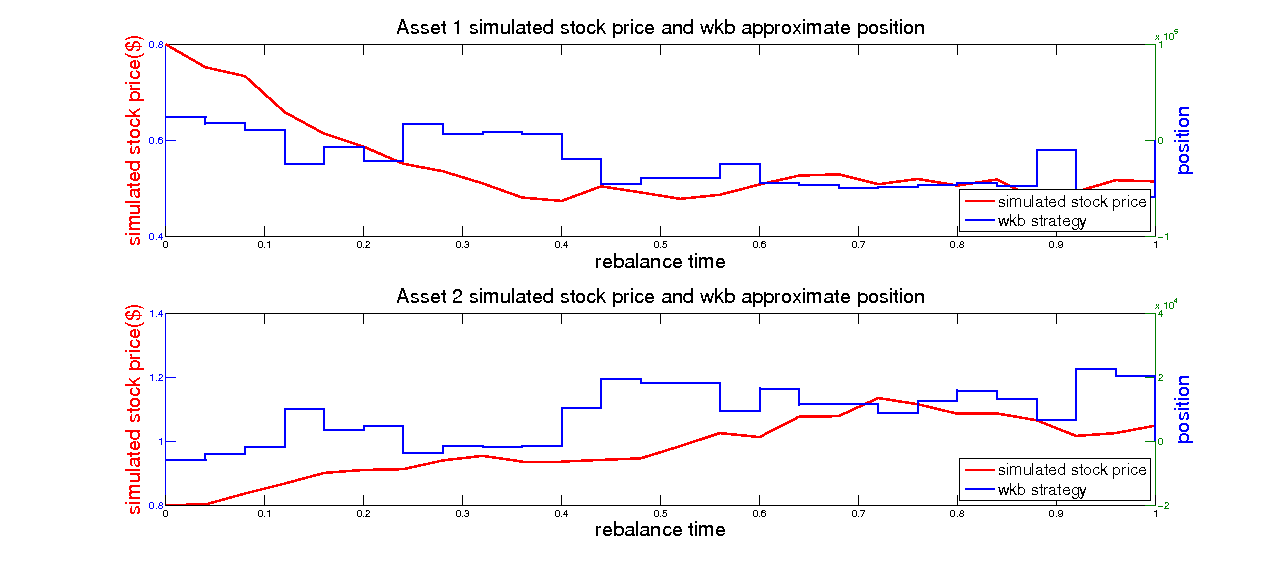 Asset 1 simulated stock price and wkb approximate position
x 10^5
simulated stock price($)
0.8
0.6
0.4
1
0
-1
position
simulated stock price
wkb strategy
0 0.1 0.2 0.3 0.4 0.5 0.6 0.7 0.8 0.9 1
rebalance time
Asset 2 simulated stock price and wkb approximate position
x 10^4
simulated stock price($)
1.4
1.2
1
0.8
4
2
0
-2
position
simulated stock price
wkb strategy
0 0.1 0.2 0.3 0.4 0.5 0.6 0.7 0.8 0.9 1
rebalance time